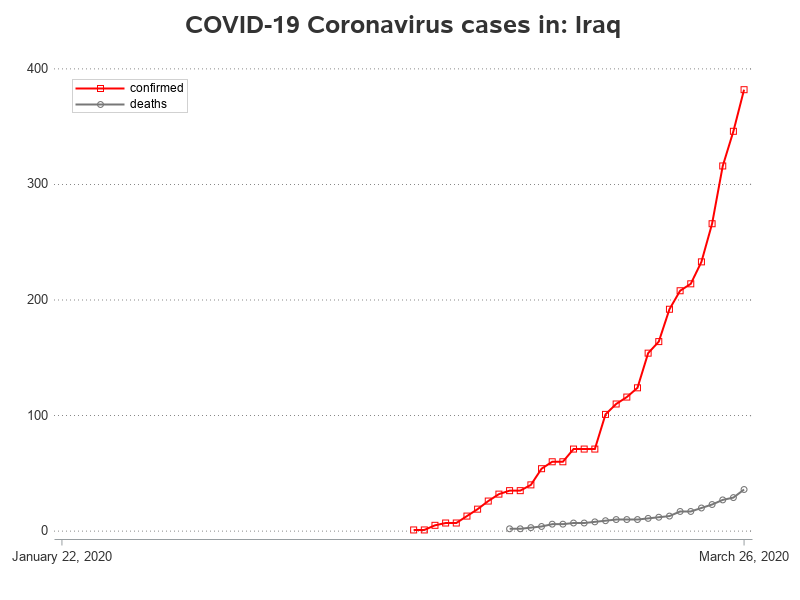 COVID-19 Coronavirus cases in: Iraq
400
confirmed
deaths
300
200
100
0
January 22, 2020
March 26, 2020